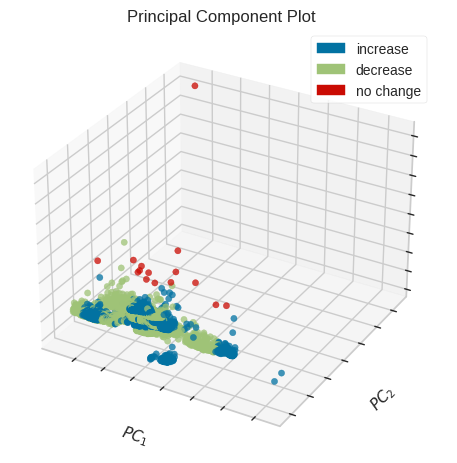 Principal Component Plot
increase
decrease
no change
PC₁
PC₂